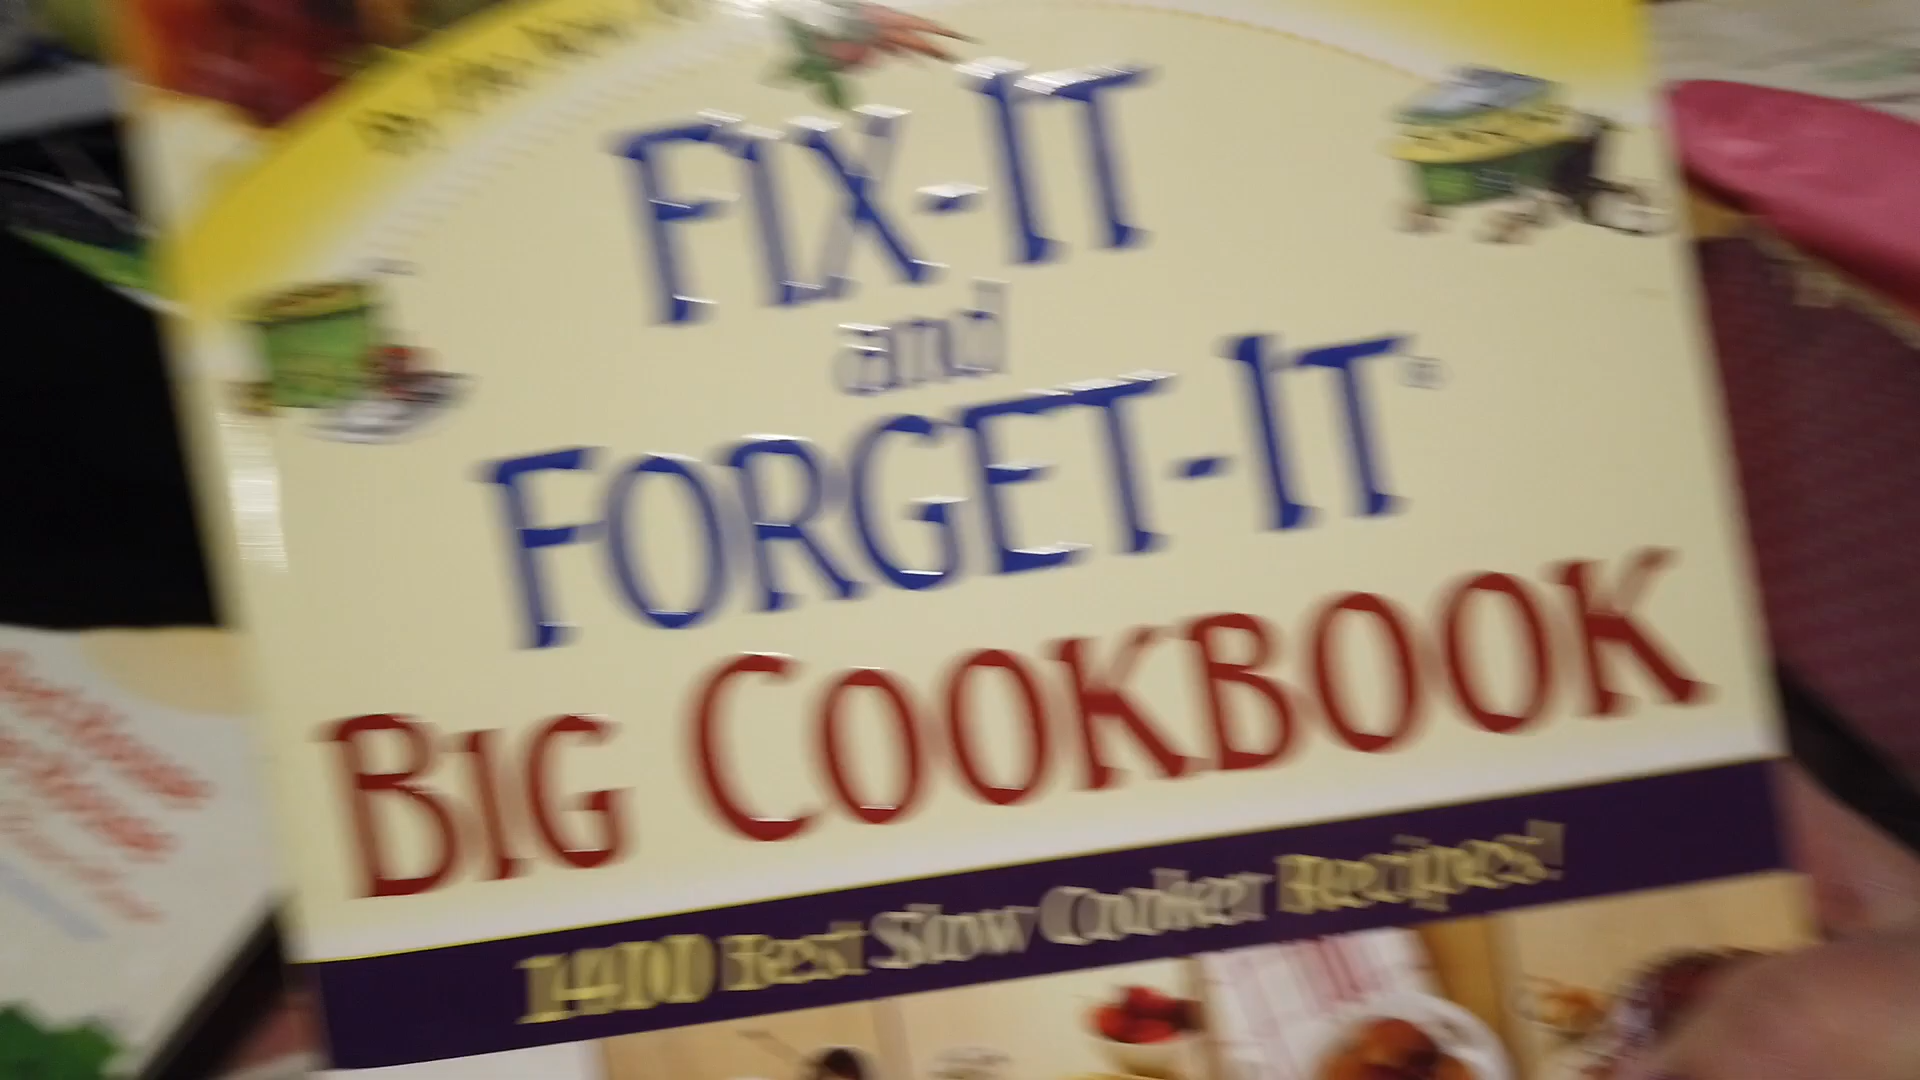 FIX-IT
and
FORGET-IT®
BIG COOKBOOK
1400 Best Slow Cooker Recipes!